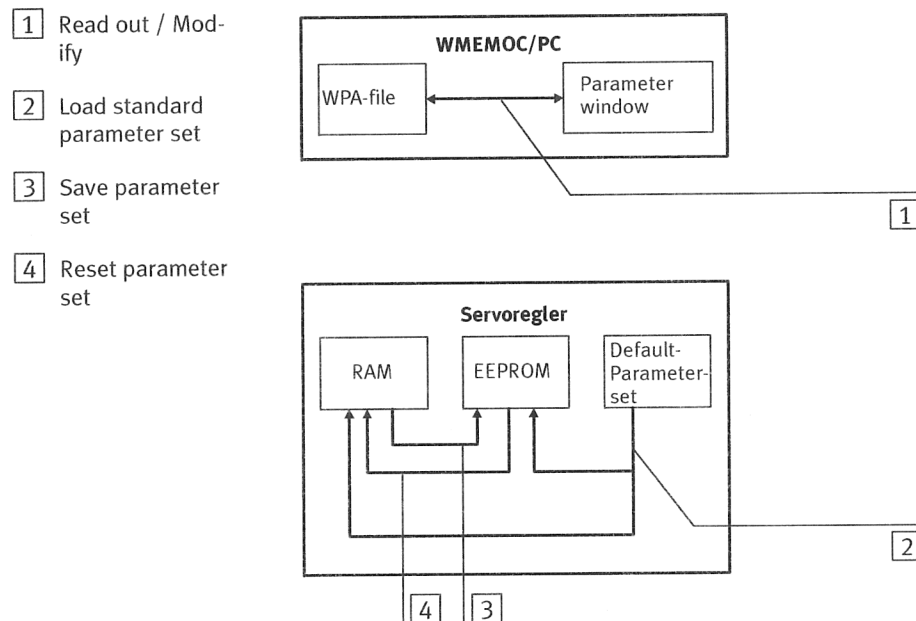 1 Read out / Mod-
ify
2 Load standard
parameter set
3 Save parameter
set
4 Reset parameter
set
WMEMOC/PC
WPA-file
Parameter
window
1
Servoregler
RAM
EEPROM
Default-
Parameter-
set
2
4
3